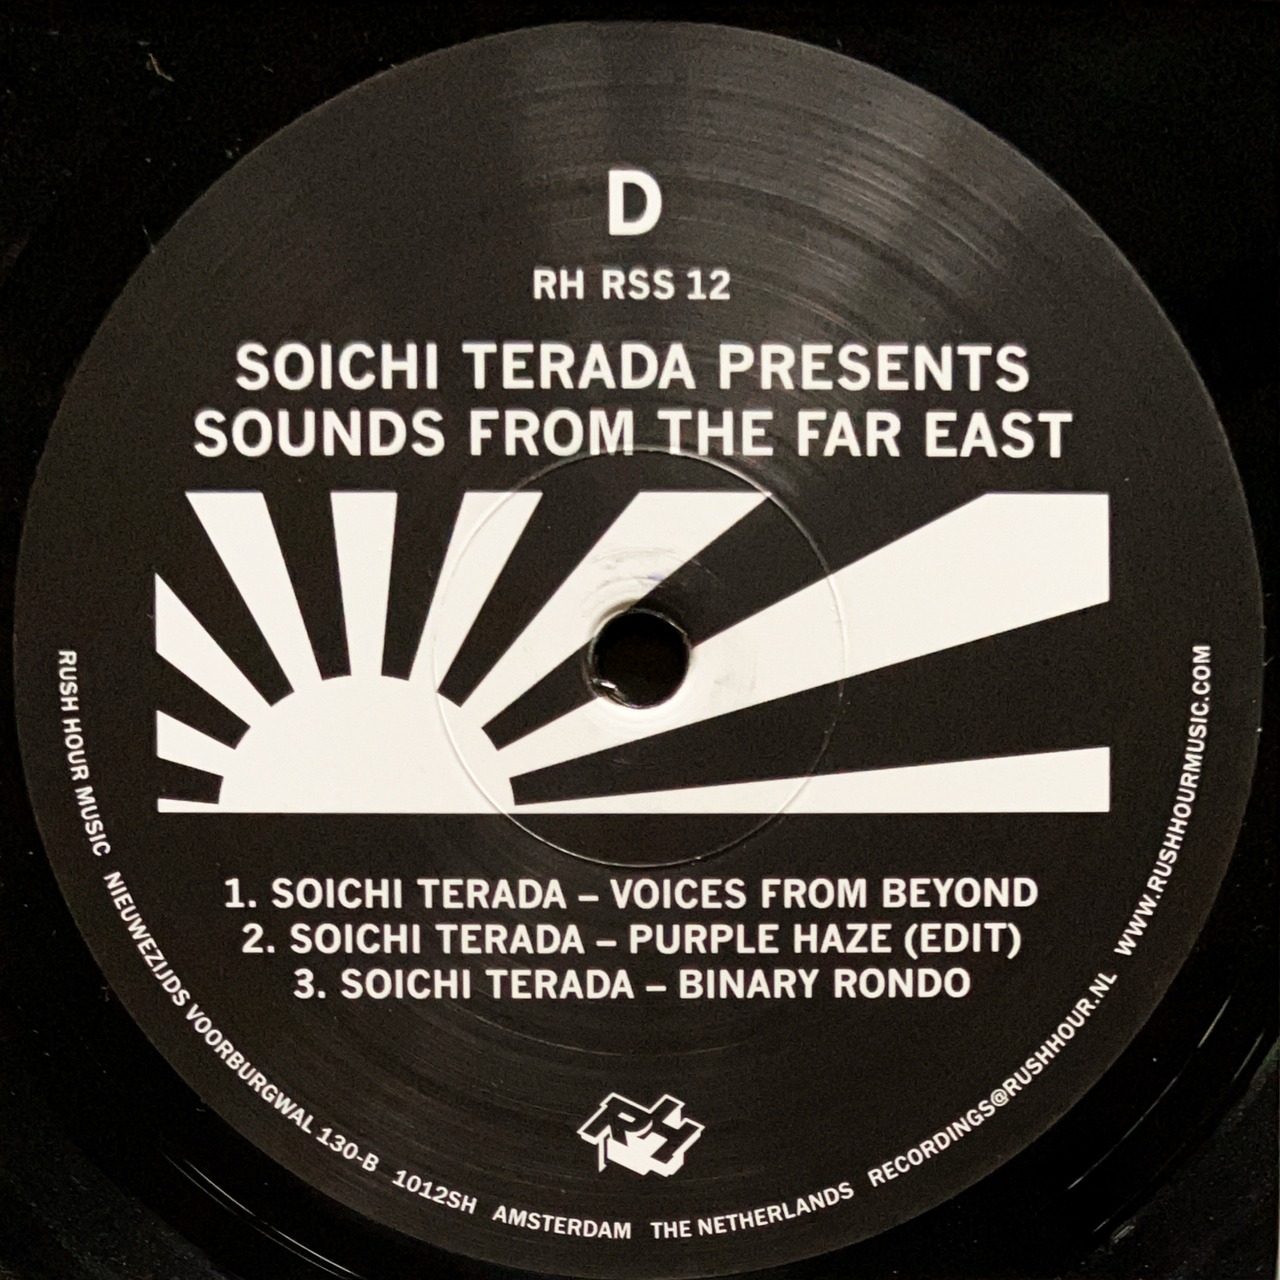 D
RH RSS 12
SOICHI TERADA PRESENTS
SOUNDS FROM THE FAR EAST
1. SOICHI TERADA – VOICES FROM BEYOND
2. SOICHI TERADA – PURPLE HAZE (EDIT)
3. SOICHI TERADA – BINARY RONDO
RH
RUSH HOUR MUSIC NIEUWEZIJDS VOORBURGWAL 130-B 1012SH AMSTERDAM THE NETHERLANDS RECORDINGS@RUSHHOUR.NL WWW.RUSHHOURMUSIC.COM